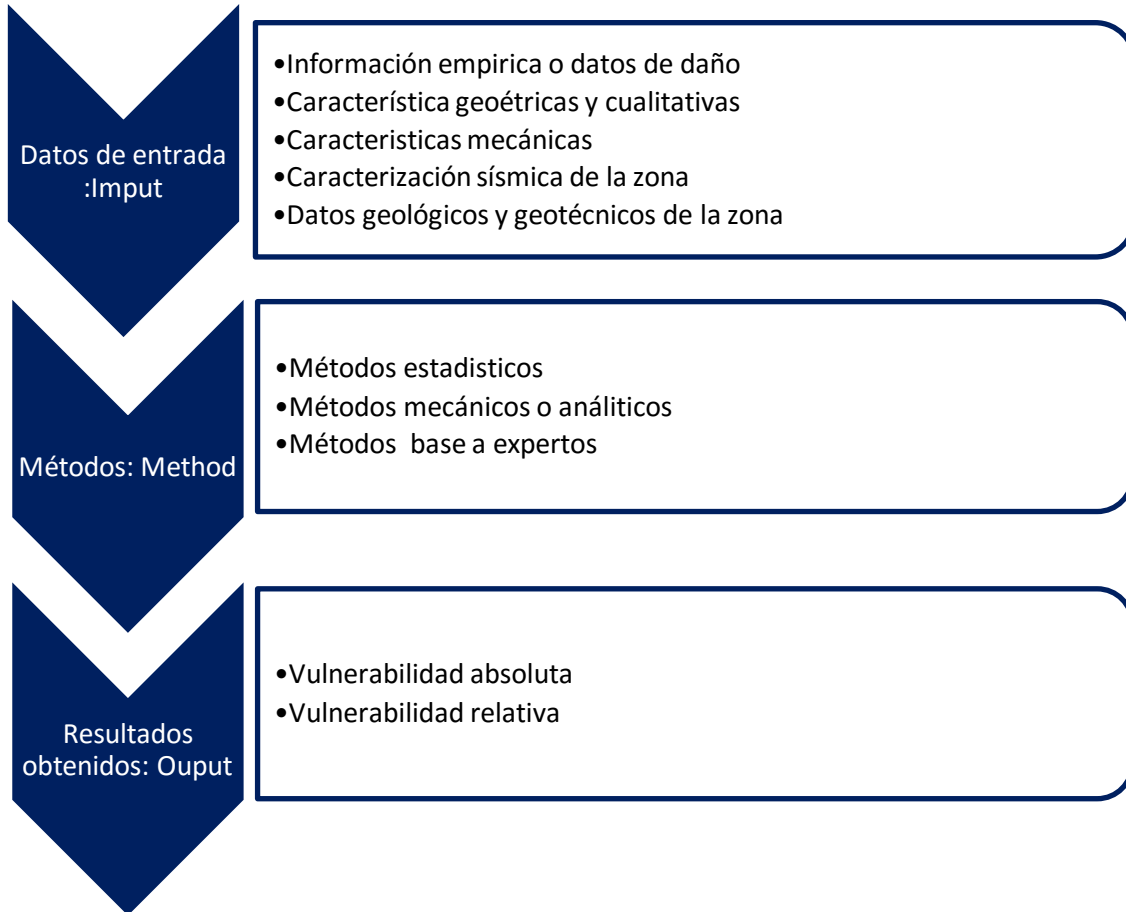 Datos de entrada
:Imput
•Información empirica o datos de daño
•Característica geoétricas y cualitativas
•Caracteristicas mecánicas
•Caracterización sísmica de la zona
•Datos geológicos y geotécnicos de la zona
Métodos: Method
•Métodos estadisticos
•Métodos mecánicos o análiticos
•Métodos base a expertos
Resultados
obtenidos: Ouput
•Vulnerabilidad absoluta
•Vulnerabilidad relativa